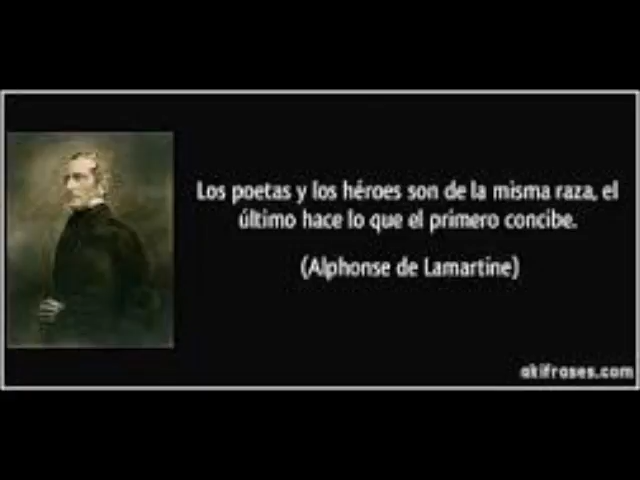 Los poetas y los héroes son de la misma raza, el
último hace lo que el primero concibe.
(Alphonse de Lamartine)
akifrases.com